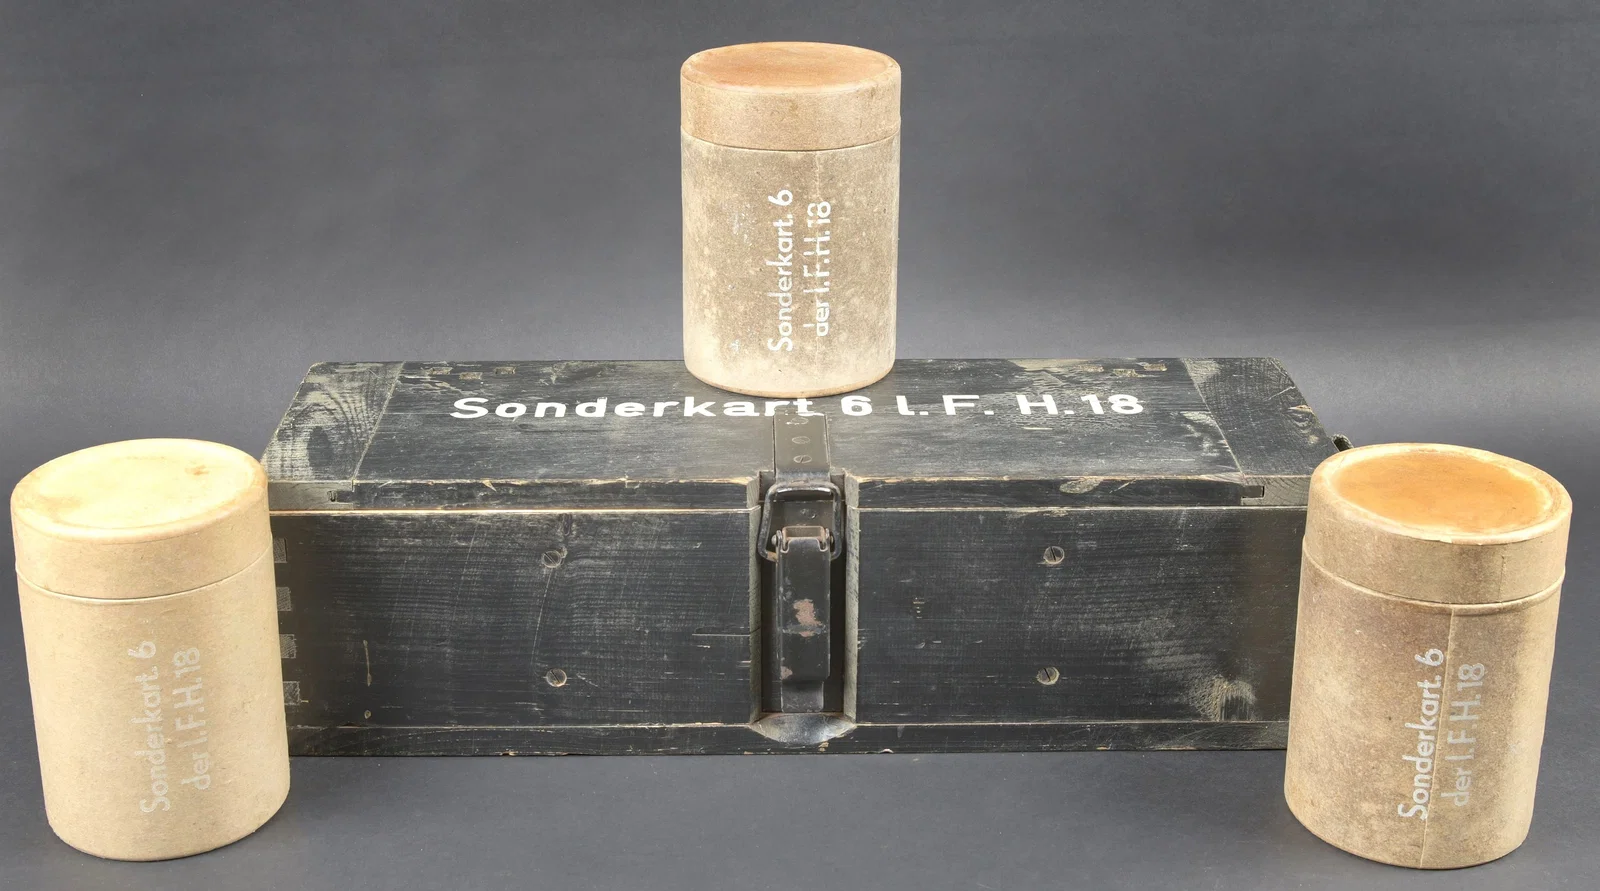 Sonderkart. 6
der l.F.H.18
Sonderkart 6 l. F. H.18
Sonderkart. 6
der l.F.H.18
Sonderkart. 6
der l.F.H.18